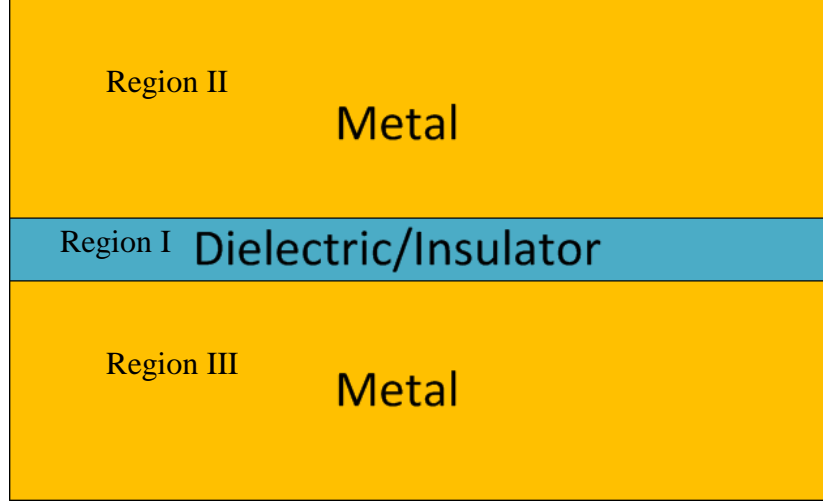 Region II
Metal
Region I Dielectric/Insulator
Region III
Metal